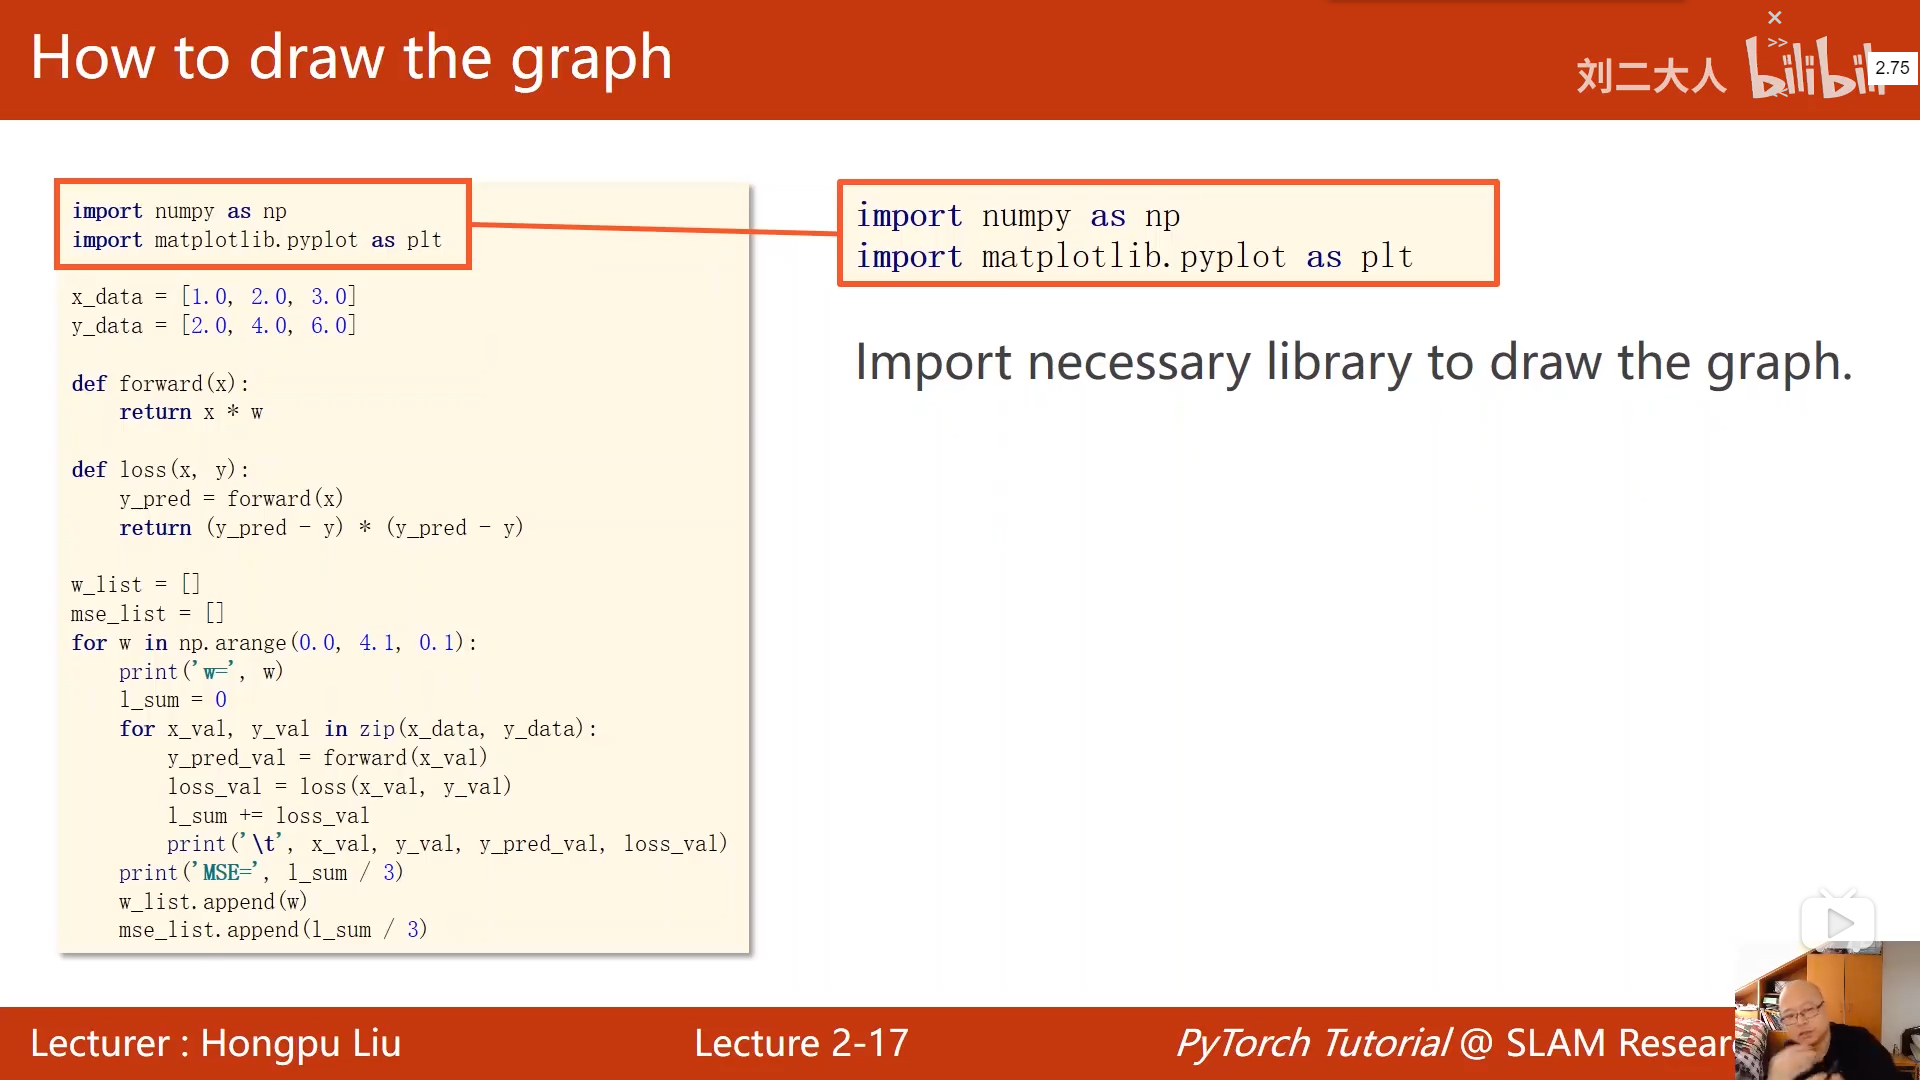 How to draw the graph
刘二大人 bilibili
2.75
import numpy as np
import matplotlib.pyplot as plt
x_data = [1.0, 2.0, 3.0]
y_data = [2.0, 4.0, 6.0]
def forward(x):
    return x * w
def loss(x, y):
    y_pred = forward(x)
    return (y_pred - y) * (y_pred - y)
w_list = []
mse_list = []
for w in np.arange(0.0, 4.1, 0.1):
    print('w=', w)
    l_sum = 0
    for x_val, y_val in zip(x_data, y_data):
        y_pred_val = forward(x_val)
        loss_val = loss(x_val, y_val)
        l_sum += loss_val
        print('\t', x_val, y_val, y_pred_val, loss_val)
    print('MSE=', l_sum / 3)
    w_list.append(w)
    mse_list.append(l_sum / 3)
import numpy as np
import matplotlib.pyplot as plt
Import necessary library to draw the graph.
Lecturer : Hongpu Liu
Lecture 2-17
PyTorch Tutorial @ SLAM Resear